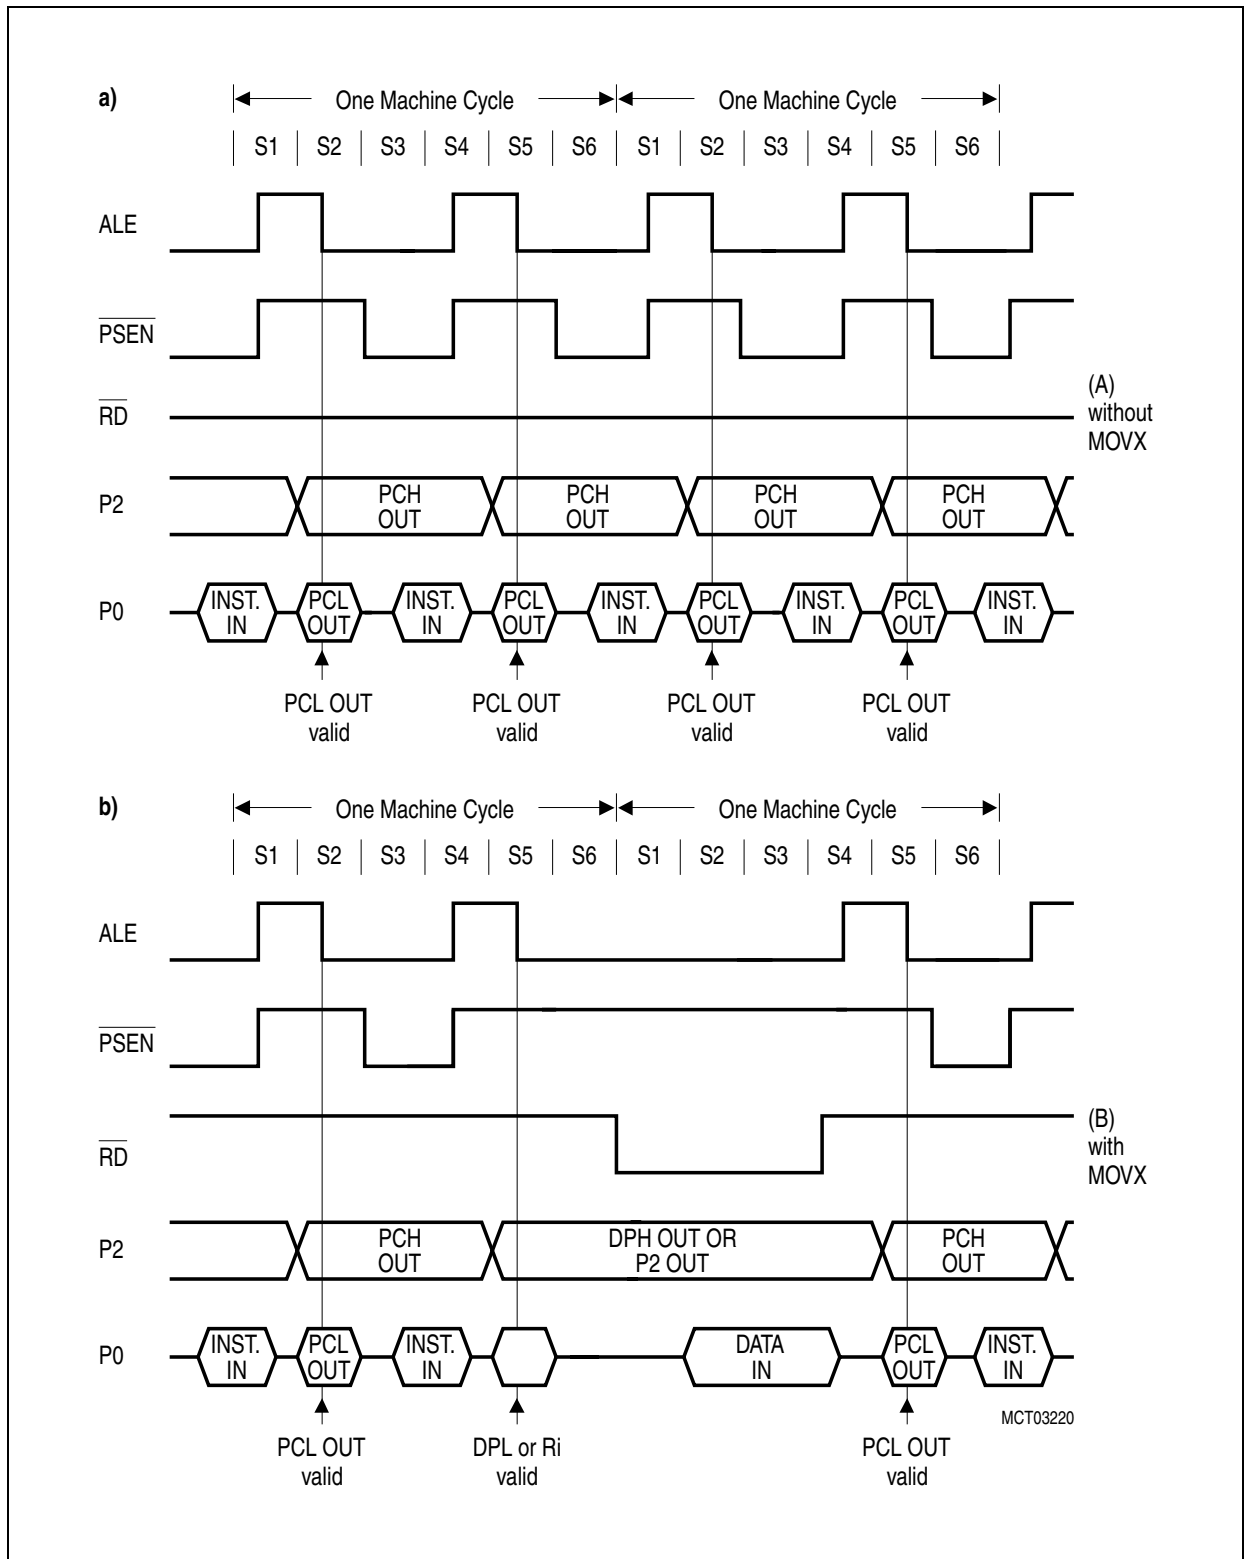 a)
One Machine Cycle One Machine Cycle
S1 S2 S3 S4 S5 S6 S1 S2 S3 S4 S5 S6
ALE
PSEN
(A)
without
MOVX
RD
P2
PCH OUT
PCH OUT
PCH OUT
PCH OUT
P0
INST. IN
PCL OUT
INST. IN
PCL OUT
INST. IN
PCL OUT
INST. IN
PCL OUT
INST. IN
PCL OUT valid
PCL OUT valid
PCL OUT valid
PCL OUT valid
b)
One Machine Cycle One Machine Cycle
S1 S2 S3 S4 S5 S6 S1 S2 S3 S4 S5 S6
ALE
PSEN
RD
(B)
with
MOVX
P2
PCH OUT
DPH OUT OR
P2 OUT
PCH OUT
P0
INST. IN
PCL OUT
INST. IN
DATA IN
PCL OUT
INST. IN
MCT03220
PCL OUT valid
DPL or Ri valid
PCL OUT valid